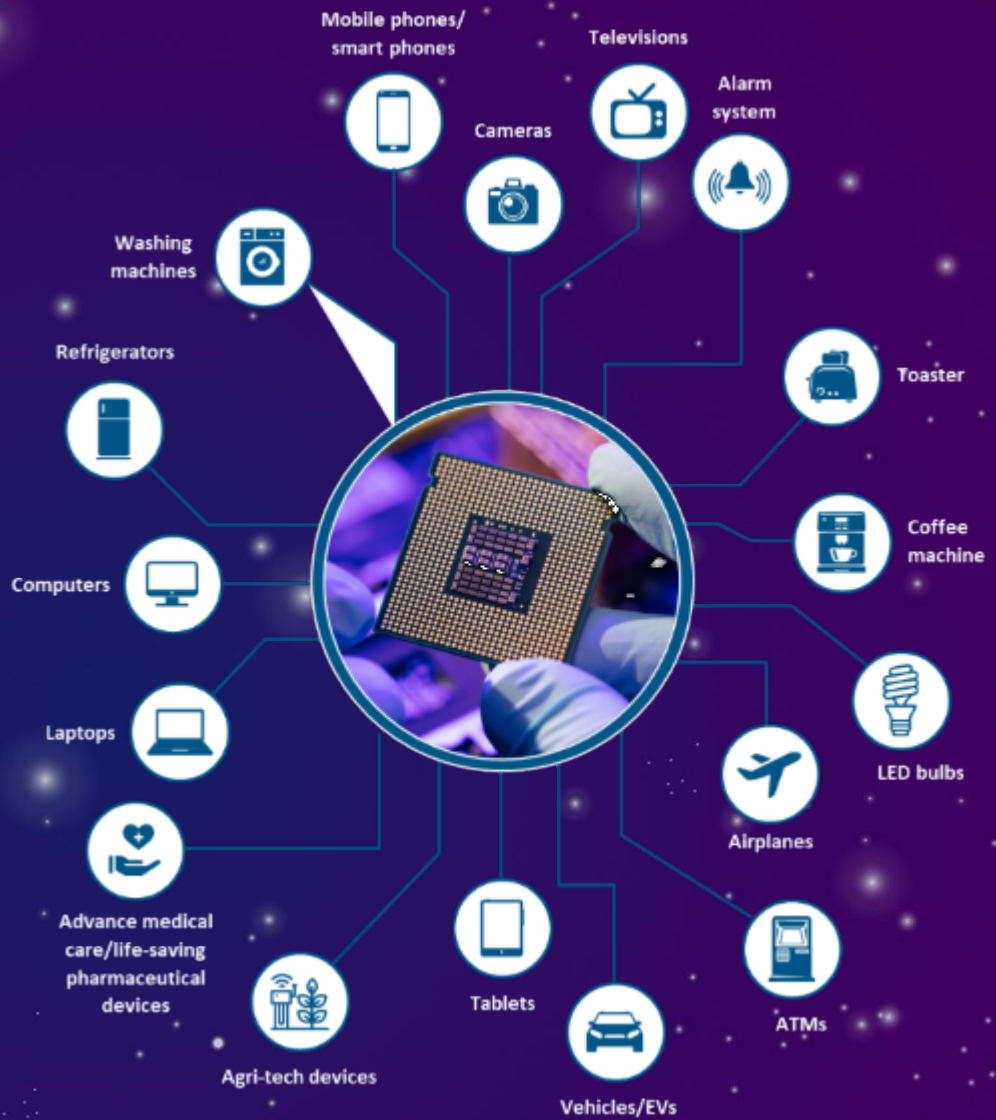 Mobile phones/
smart phones
Televisions
Alarm
system
Cameras
Washing
machines
Refrigerators
Toaster
Coffee
machine
Computers
Laptops
LED bulbs
Airplanes
Advance medical
care/life-saving
pharmaceutical
devices
Tablets
ATMs
Agri-tech devices
Vehicles/EVs